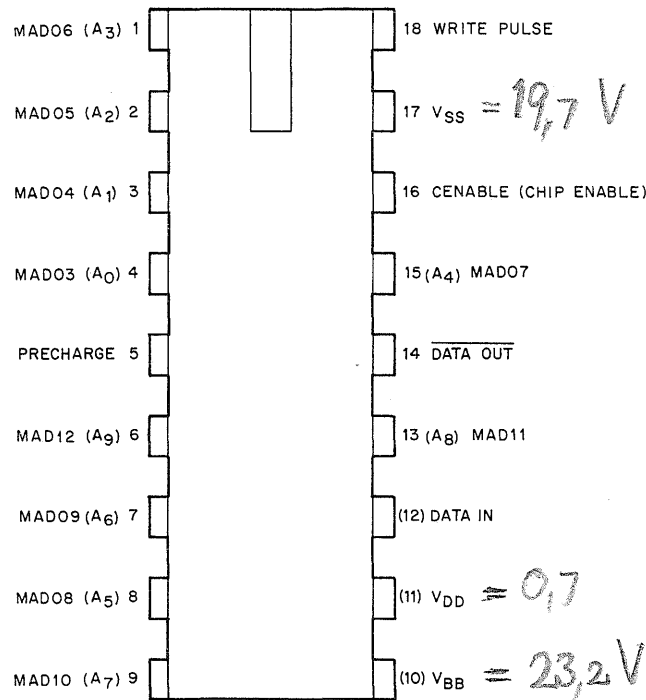 MAD06 (A3) 1
18 WRITE PULSE
MAD05 (A2) 2
17 VSS = 19,7 V
MAD04 (A1) 3
16 CENABLE (CHIP ENABLE)
MAD03 (A0) 4
15 (A4) MAD07
PRECHARGE 5
14 DATA OUT
MAD12 (A9) 6
13 (A8) MAD11
MAD09 (A6) 7
(12) DATA IN
MAD08 (A5) 8
(11) VDD = 0,7
MAD10 (A7) 9
(10) VBB = 23,2 V